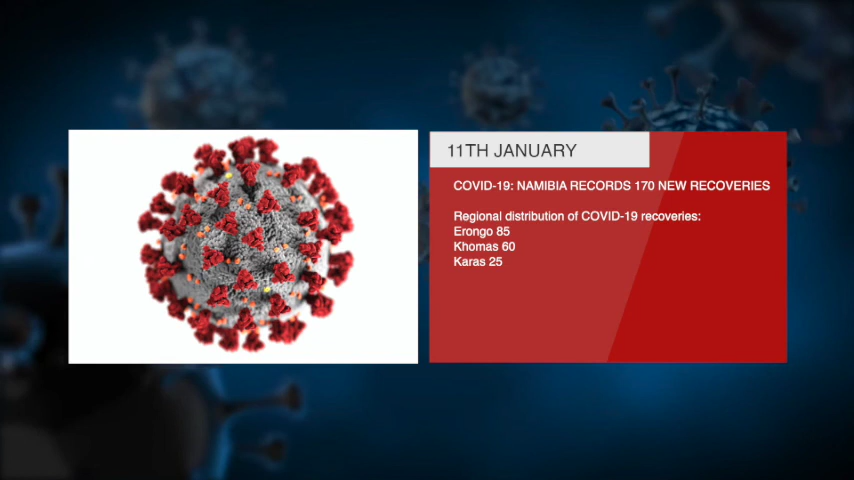 11TH JANUARY
COVID-19: NAMIBIA RECORDS 170 NEW RECOVERIES
Regional distribution of COVID-19 recoveries:
Erongo 85
Khomas 60
Karas 25